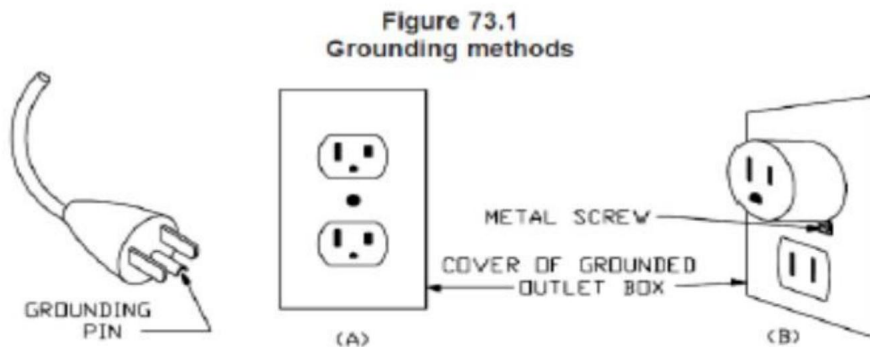 Figure 73.1
Grounding methods
METAL SCREW
COVER OF GROUNDED
OUTLET BOX
GROUNDING
PIN
(A)
(B)